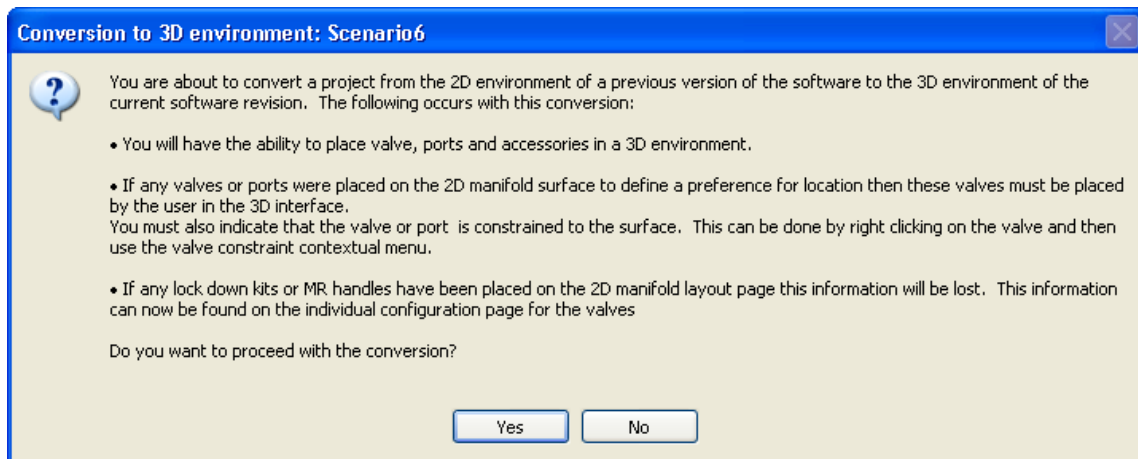 Conversion to 3D environment: Scenario6
You are about to convert a project from the 2D environment of a previous version of the software to the 3D environment of the
current software revision.  The following occurs with this conversion:
• You will have the ability to place valve, ports and accessories in a 3D environment.
• If any valves or ports were placed on the 2D manifold surface to define a preference for location then these valves must be placed
by the user in the 3D interface.
You must also indicate that the valve or port  is constrained to the surface.  This can be done by right clicking on the valve and then
use the valve constraint contextual menu.
• If any lock down kits or MR handles have been placed on the 2D manifold layout page this information will be lost.  This information
can now be found on the individual configuration page for the valves
Do you want to proceed with the conversion?
Yes
No